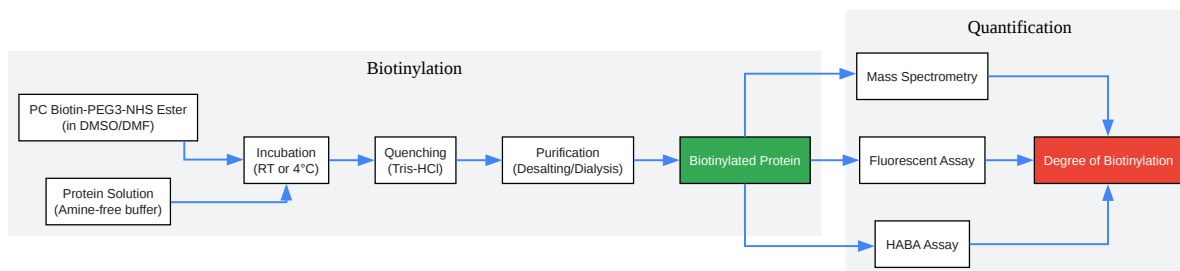 Quantification
Biotinylation
Mass Spectrometry
PC Biotin-PEG3-NHS Ester
(in DMSO/DMF)
Incubation
(RT or 4°C)
Quenching
(Tris-HCl)
Purification
(Desalting/Dialysis)
Biotinylated Protein
Fluorescent Assay
Degree of Biotinylation
Protein Solution
(Amine-free buffer)
HABA Assay